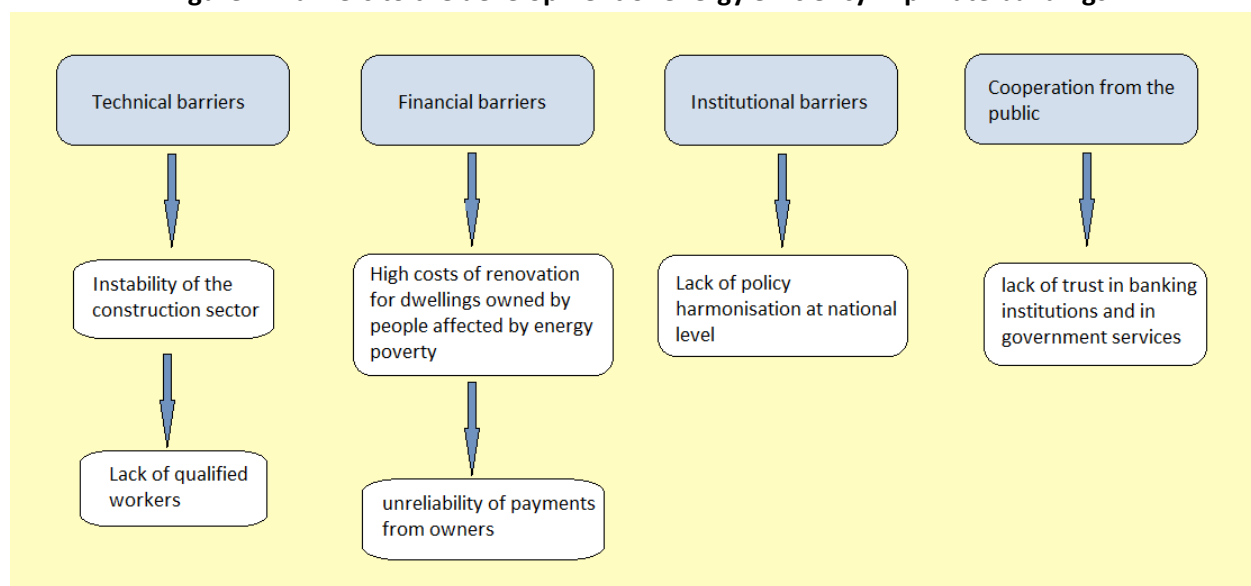 Technical barriers
Financial barriers
Institutional barriers
Cooperation from the
public
Instability of the
construction sector
High costs of renovation
for dwellings owned by
people affected by energy
poverty
Lack of policy
harmonisation at national
level
lack of trust in banking
institutions and in
government services
Lack of qualified
workers
unreliability of payments
from owners